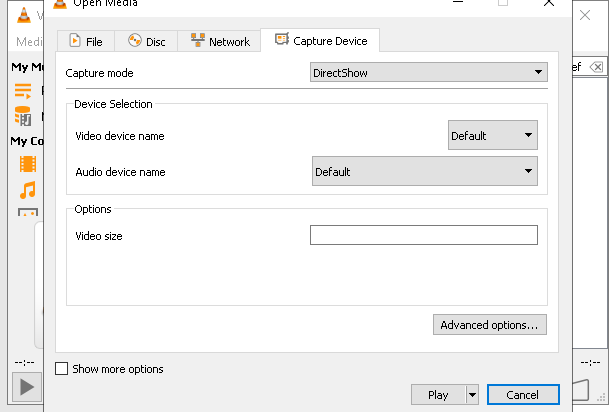 Open Media
Medi
File
Disc
Network
Capture Device
My M
ef
Capture mode
DirectShow
Device Selection
Video device name
Default
My Co
Audio device name
Default
Options
Video size
Advanced options...
--:--
--:--
Show more options
Play
Cancel